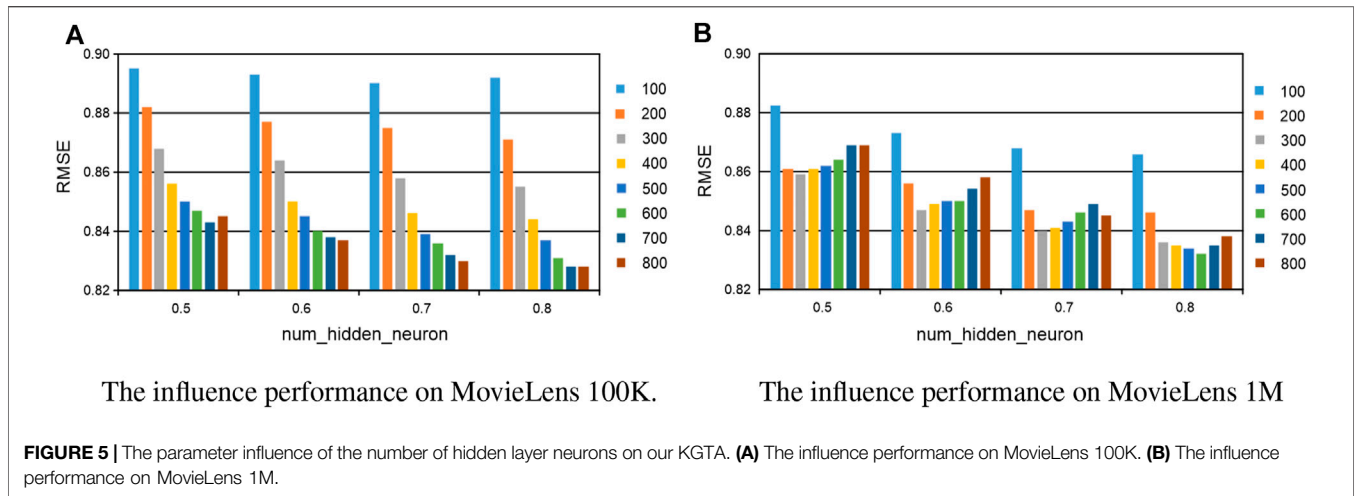 A
0.90
0.88
0.86
0.84
0.82
RMSE
0.5 0.6 0.7 0.8
num_hidden_neuron
100
200
300
400
500
600
700
800
The influence performance on MovieLens 100K.
B
0.90
0.88
0.86
0.84
0.82
RMSE
0.5 0.6 0.7 0.8
num_hidden_neuron
100
200
300
400
500
600
700
800
The influence performance on MovieLens 1M
FIGURE 5 | The parameter influence of the number of hidden layer neurons on our KGTA. (A) The influence performance on MovieLens 100K. (B) The influence
performance on MovieLens 1M.